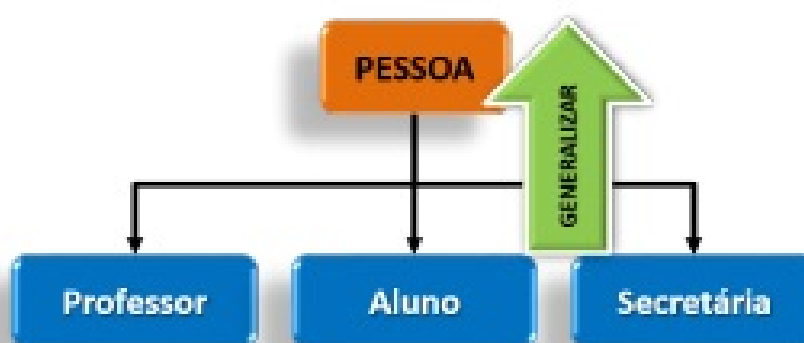 PESSOA
GENERALIZAR
Professor
Aluno
Secretária